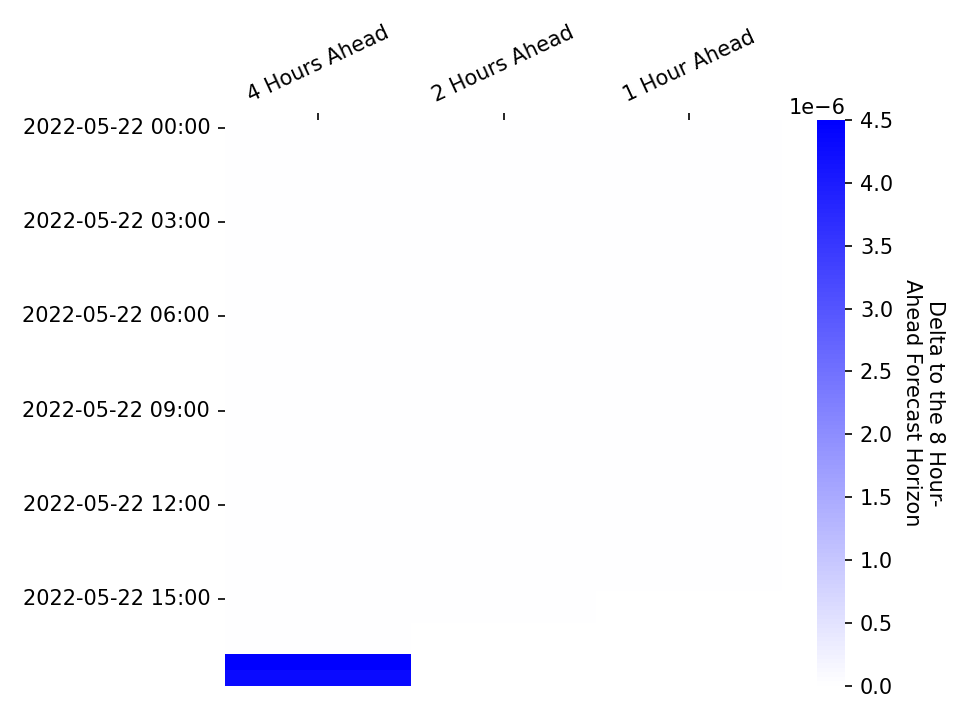 4 Hours Ahead
2 Hours Ahead
1 Hour Ahead
1e−6
2022-05-22 00:00
2022-05-22 03:00
2022-05-22 06:00
2022-05-22 09:00
2022-05-22 12:00
2022-05-22 15:00
4.5
4.0
3.5
3.0
2.5
2.0
1.5
1.0
0.5
0.0
Delta to the 8 Hour-
Ahead Forecast Horizon